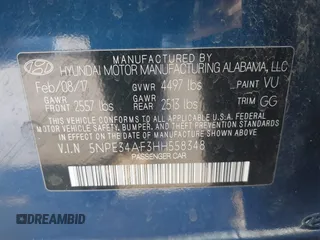 HYUNDAI MOTOR MANUFACTURING ALABAMA, LLC
Feb/08/17 GVWR 4497 lbs PAINT VU
GAWR FRONT 2557 lbs GAWR REAR 2513 lbs TRIM GG
THIS VEHICLE CONFORMS TO ALL APPLICABLE U.S.A. FEDERAL
MOTOR VEHICLE SAFETY, BUMPER, AND THEFT PREVENTION
STANDARDS IN EFFECT ON THE DATE OF MANUFACTURE SHOWN ABOVE.
V.I.N 5NPE34AF3HH558348
PASSENGER CAR
DREAMBID